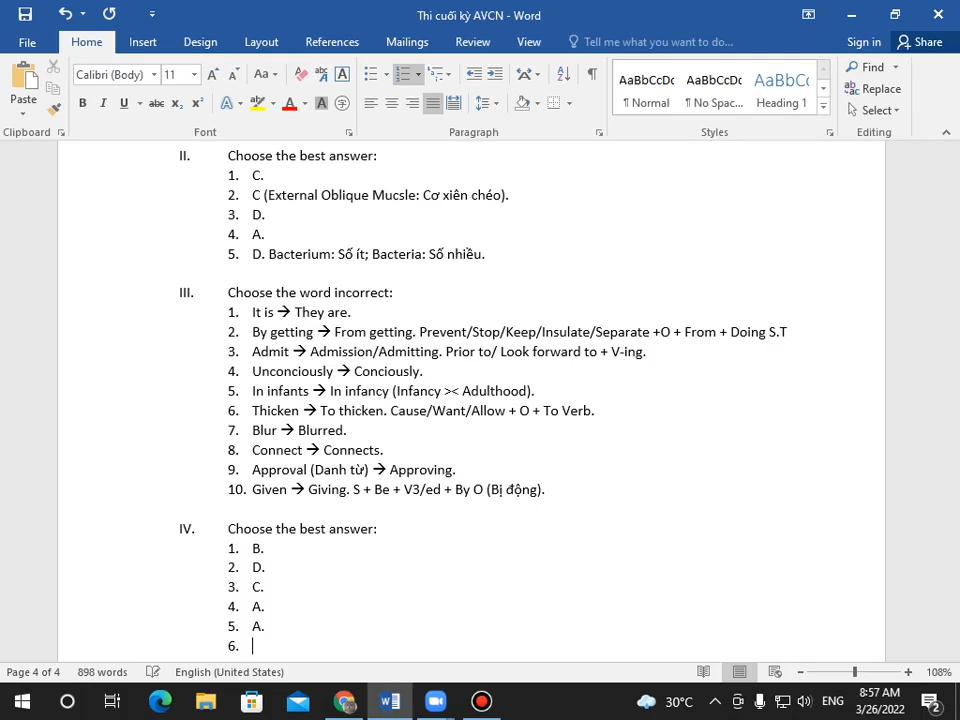 Thi cuối kỳ AVCN - Word
File Home Insert Design Layout References Mailings Review View Tell me what you want to do... Sign in Share
Paste Calibri (Body) 11 Aa AaBbCcDc AaBbCcDc AaBbCc Find
¶ Normal ¶ No Spac... Heading 1 Replace
Select
Clipboard Font Paragraph Styles Editing
II. Choose the best answer:
1. C.
2. C (External Oblique Mucsle: Cơ xiên chéo).
3. D.
4. A.
5. D. Bacterium: Số ít; Bacteria: Số nhiều.
III. Choose the word incorrect:
1. It is → They are.
2. By getting → From getting. Prevent/Stop/Keep/Insulate/Separate +O + From + Doing S.T
3. Admit → Admission/Admitting. Prior to/ Look forward to + V-ing.
4. Unconciously → Conciously.
5. In infants → In infancy (Infancy >< Adulthood).
6. Thicken → To thicken. Cause/Want/Allow + O + To Verb.
7. Blur → Blurred.
8. Connect → Connects.
9. Approval (Danh từ) → Approving.
10. Given → Giving. S + Be + V3/ed + By O (Bị động).
IV. Choose the best answer:
1. B.
2. D.
3. C.
4. A.
5. A.
6.
Page 4 of 4 898 words English (United States) 108%
30°C ENG 8:57 AM
3/26/2022 2